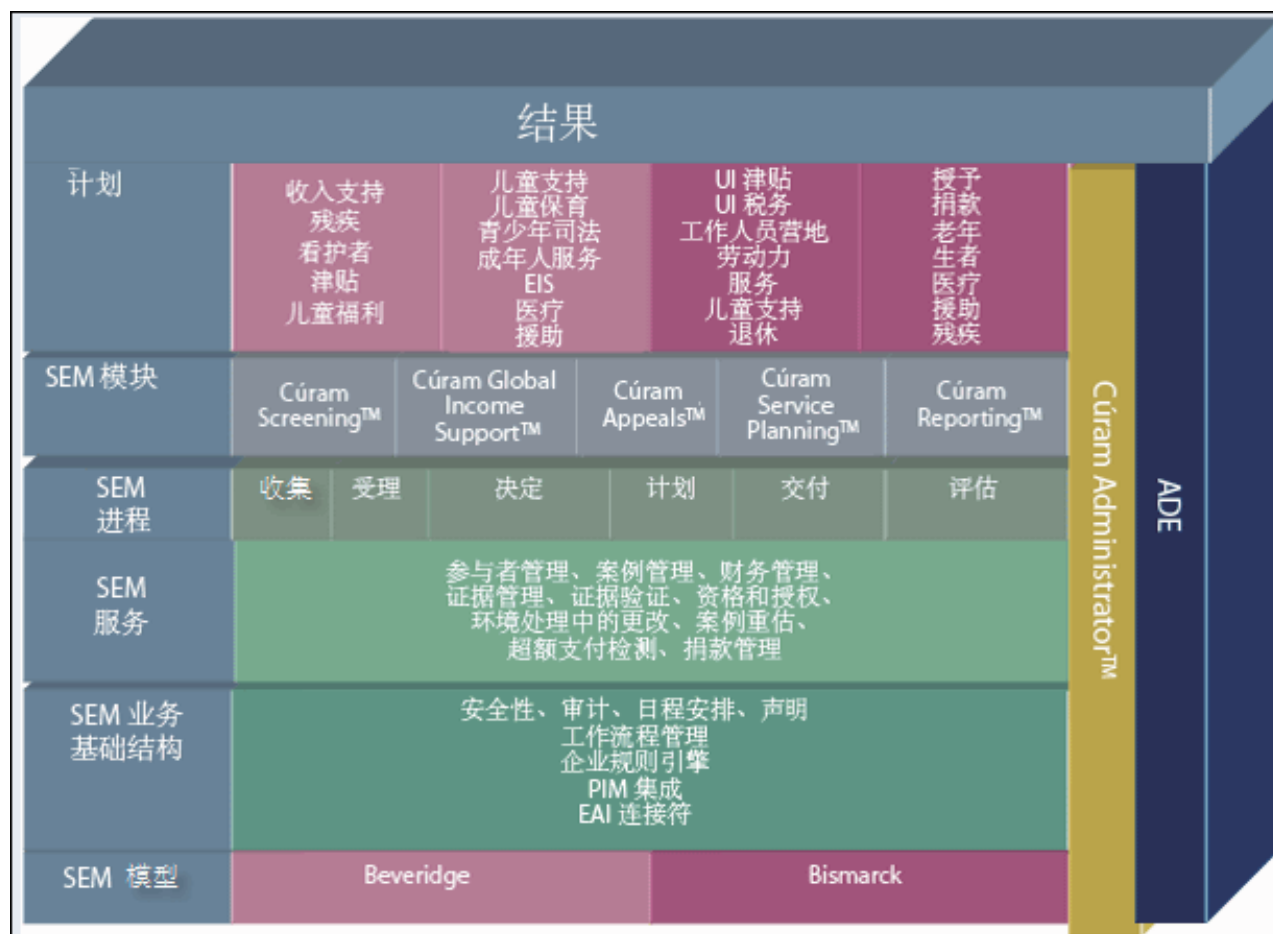 结果
计划
收入支持
残疾
看护者
津贴
儿童福利
儿童支持
儿童保育
青少年司法
成年人服务
EIS
医疗
援助
UI 津贴
UI 税务
工作人员营地
劳动力
服务
儿童支持
退休
授予
捐款
老年
生者
医疗
援助
残疾
SEM 模块
Cúram
Screening™
Cúram Global
Income
Support™
Cúram
Appeals™
Cúram
Service
Planning™
Cúram
Reporting™
SEM
进程
收集
受理
决定
计划
交付
评估
SEM
服务
参与者管理、案例管理、财务管理、
证据管理、证据验证、资格和授权、
环境处理中的更改、案例重估、
超额支付检测、捐款管理
SEM 业务
基础结构
安全性、审计、日程安排、声明
工作流程管理
企业规则引擎
PIM 集成
EAI 连接符
SEM 模型
Beveridge
Bismarck
Cúram Administrator™
ADE